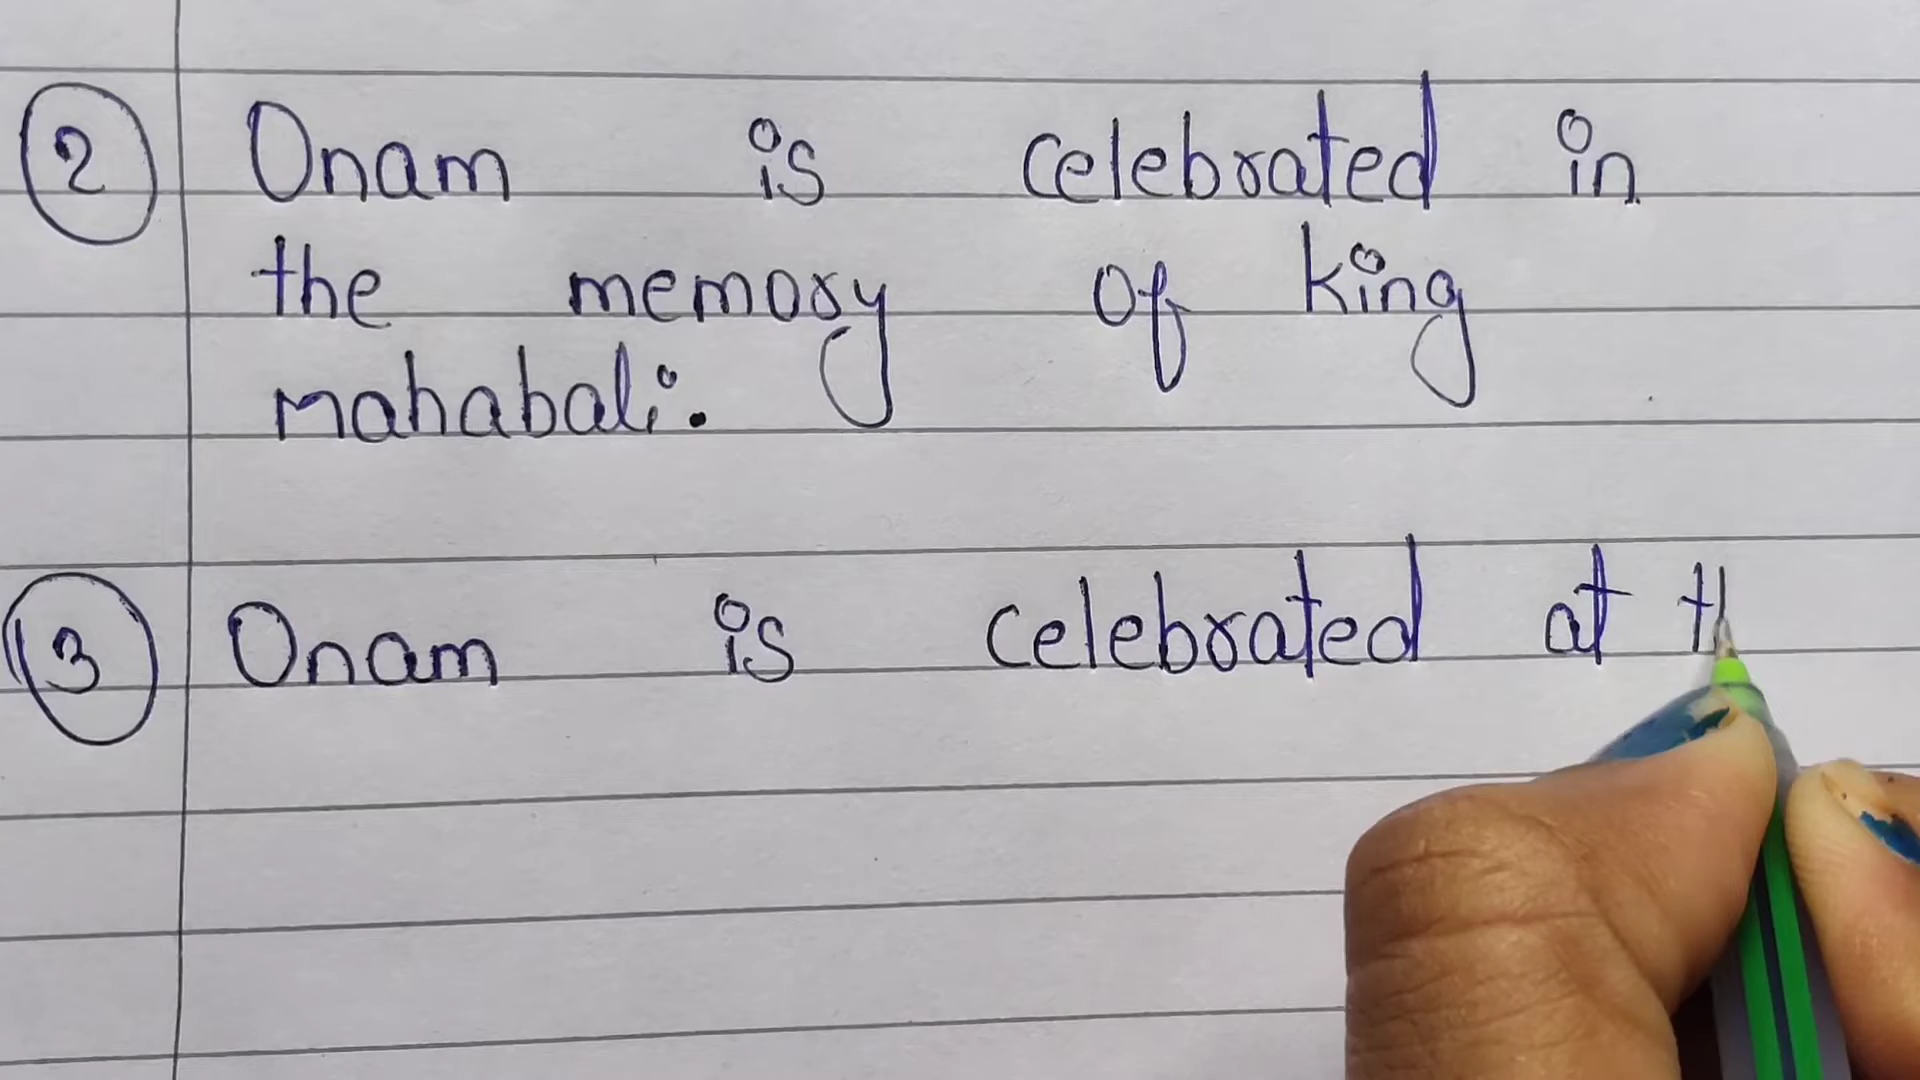 2 Onam is celebrated in
the memory of king
mahabali.
3 Onam is celebrated at